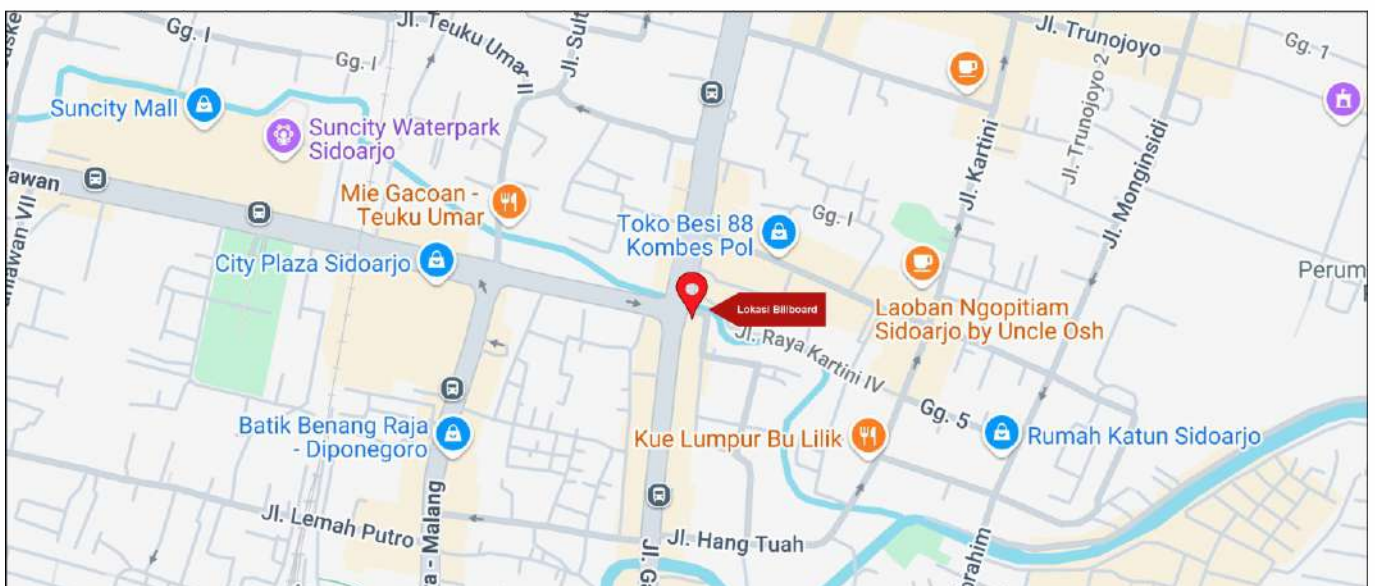 Gg. I
Jl. Teuku Umar II
Jl. Sult
Gg. I
Jl. Trunojoyo
Gg. 1
Suncity Mall
Suncity Waterpark
Sidoarjo
Jl. Trunojoyo 2
Jl. Kartini
Jl. Monginsidi
awan
Mie Gacoan -
Teuku Umar
Toko Besi 88
Kombes Pol
Gg. I
City Plaza Sidoarjo
Perum
Lokasi Billboard
Laoban Ngopitiam
Sidoarjo by Uncle Osh
Jl. Raya Kartini IV
Gg. 5
Batik Benang Raja
- Diponegoro
Kue Lumpur Bu Lilik
Rumah Katun Sidoarjo
Jl. Lemah Putro
a - Malang
Jl. Hang Tuah